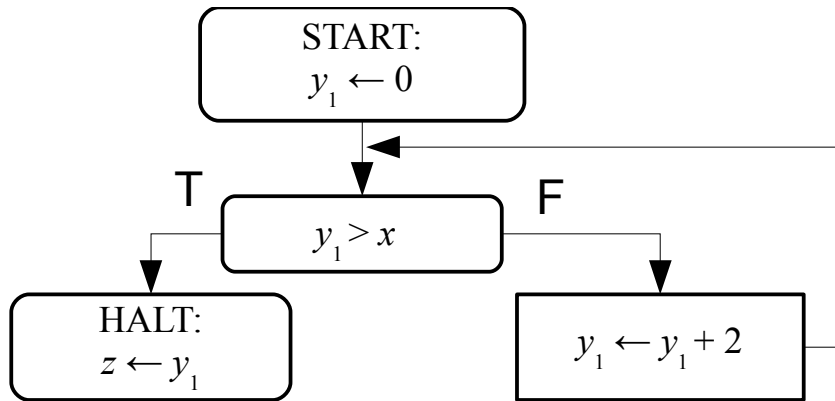 START:
y₁ ← 0
T
F
y₁ > x
HALT:
z ← y₁
y₁ ← y₁ + 2